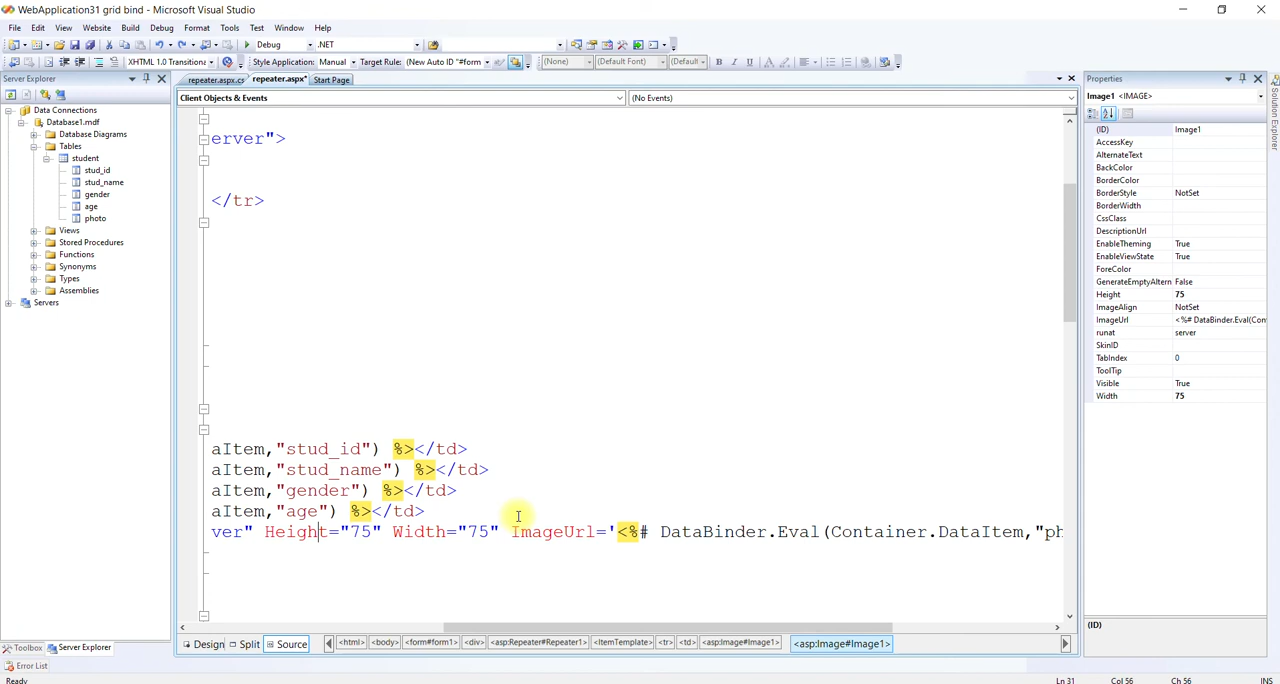 WebApplication31 grid bind - Microsoft Visual Studio
File Edit View Website Build Debug Format Tools Test Window Help
Debug .NET
XHTML 1.0 Transition Style Application: Manual Target Rule: (New Auto ID "#form (None) (Default Font) (Default B I U
Server Explorer
repeater.aspx.cs repeater.aspx* Start Page
Client Objects & Events (No Events)
Data Connections
Database1.mdf
Database Diagrams
Tables
student
stud_id
stud_name
gender
age
photo
Views
Stored Procedures
Functions
Synonyms
Types
Assemblies
Servers
erver">
</tr>
aItem,"stud_id") %></td>
aItem,"stud_name") %></td>
aItem,"gender") %></td>
aItem,"age") %></td>
ver" Height="75" Width="75" ImageUrl='<%# DataBinder.Eval(Container.DataItem,"ph
Properties
Image1 <IMAGE>
(ID) Image1
AccessKey
AlternateText
BackColor
BorderColor
BorderStyle NotSet
BorderWidth
CssClass
DescriptionUrl
EnableTheming True
EnableViewState True
ForeColor
GenerateEmptyAltern False
Height 75
ImageAlign NotSet
ImageUrl <%# DataBinder.Eval(Con
runat server
SkinID
TabIndex 0
ToolTip
Visible True
Width 75
(ID)
Solution Explorer
Design Split Source <html> <body> <form#form1> <div> <asp:Repeater#Repeater1> <ItemTemplate> <tr> <td> <asp:Image#Image1> <asp:Image#Image1>
Toolbox Server Explorer
Error List
Ready Ln 31 Col 56 Ch 56 INS